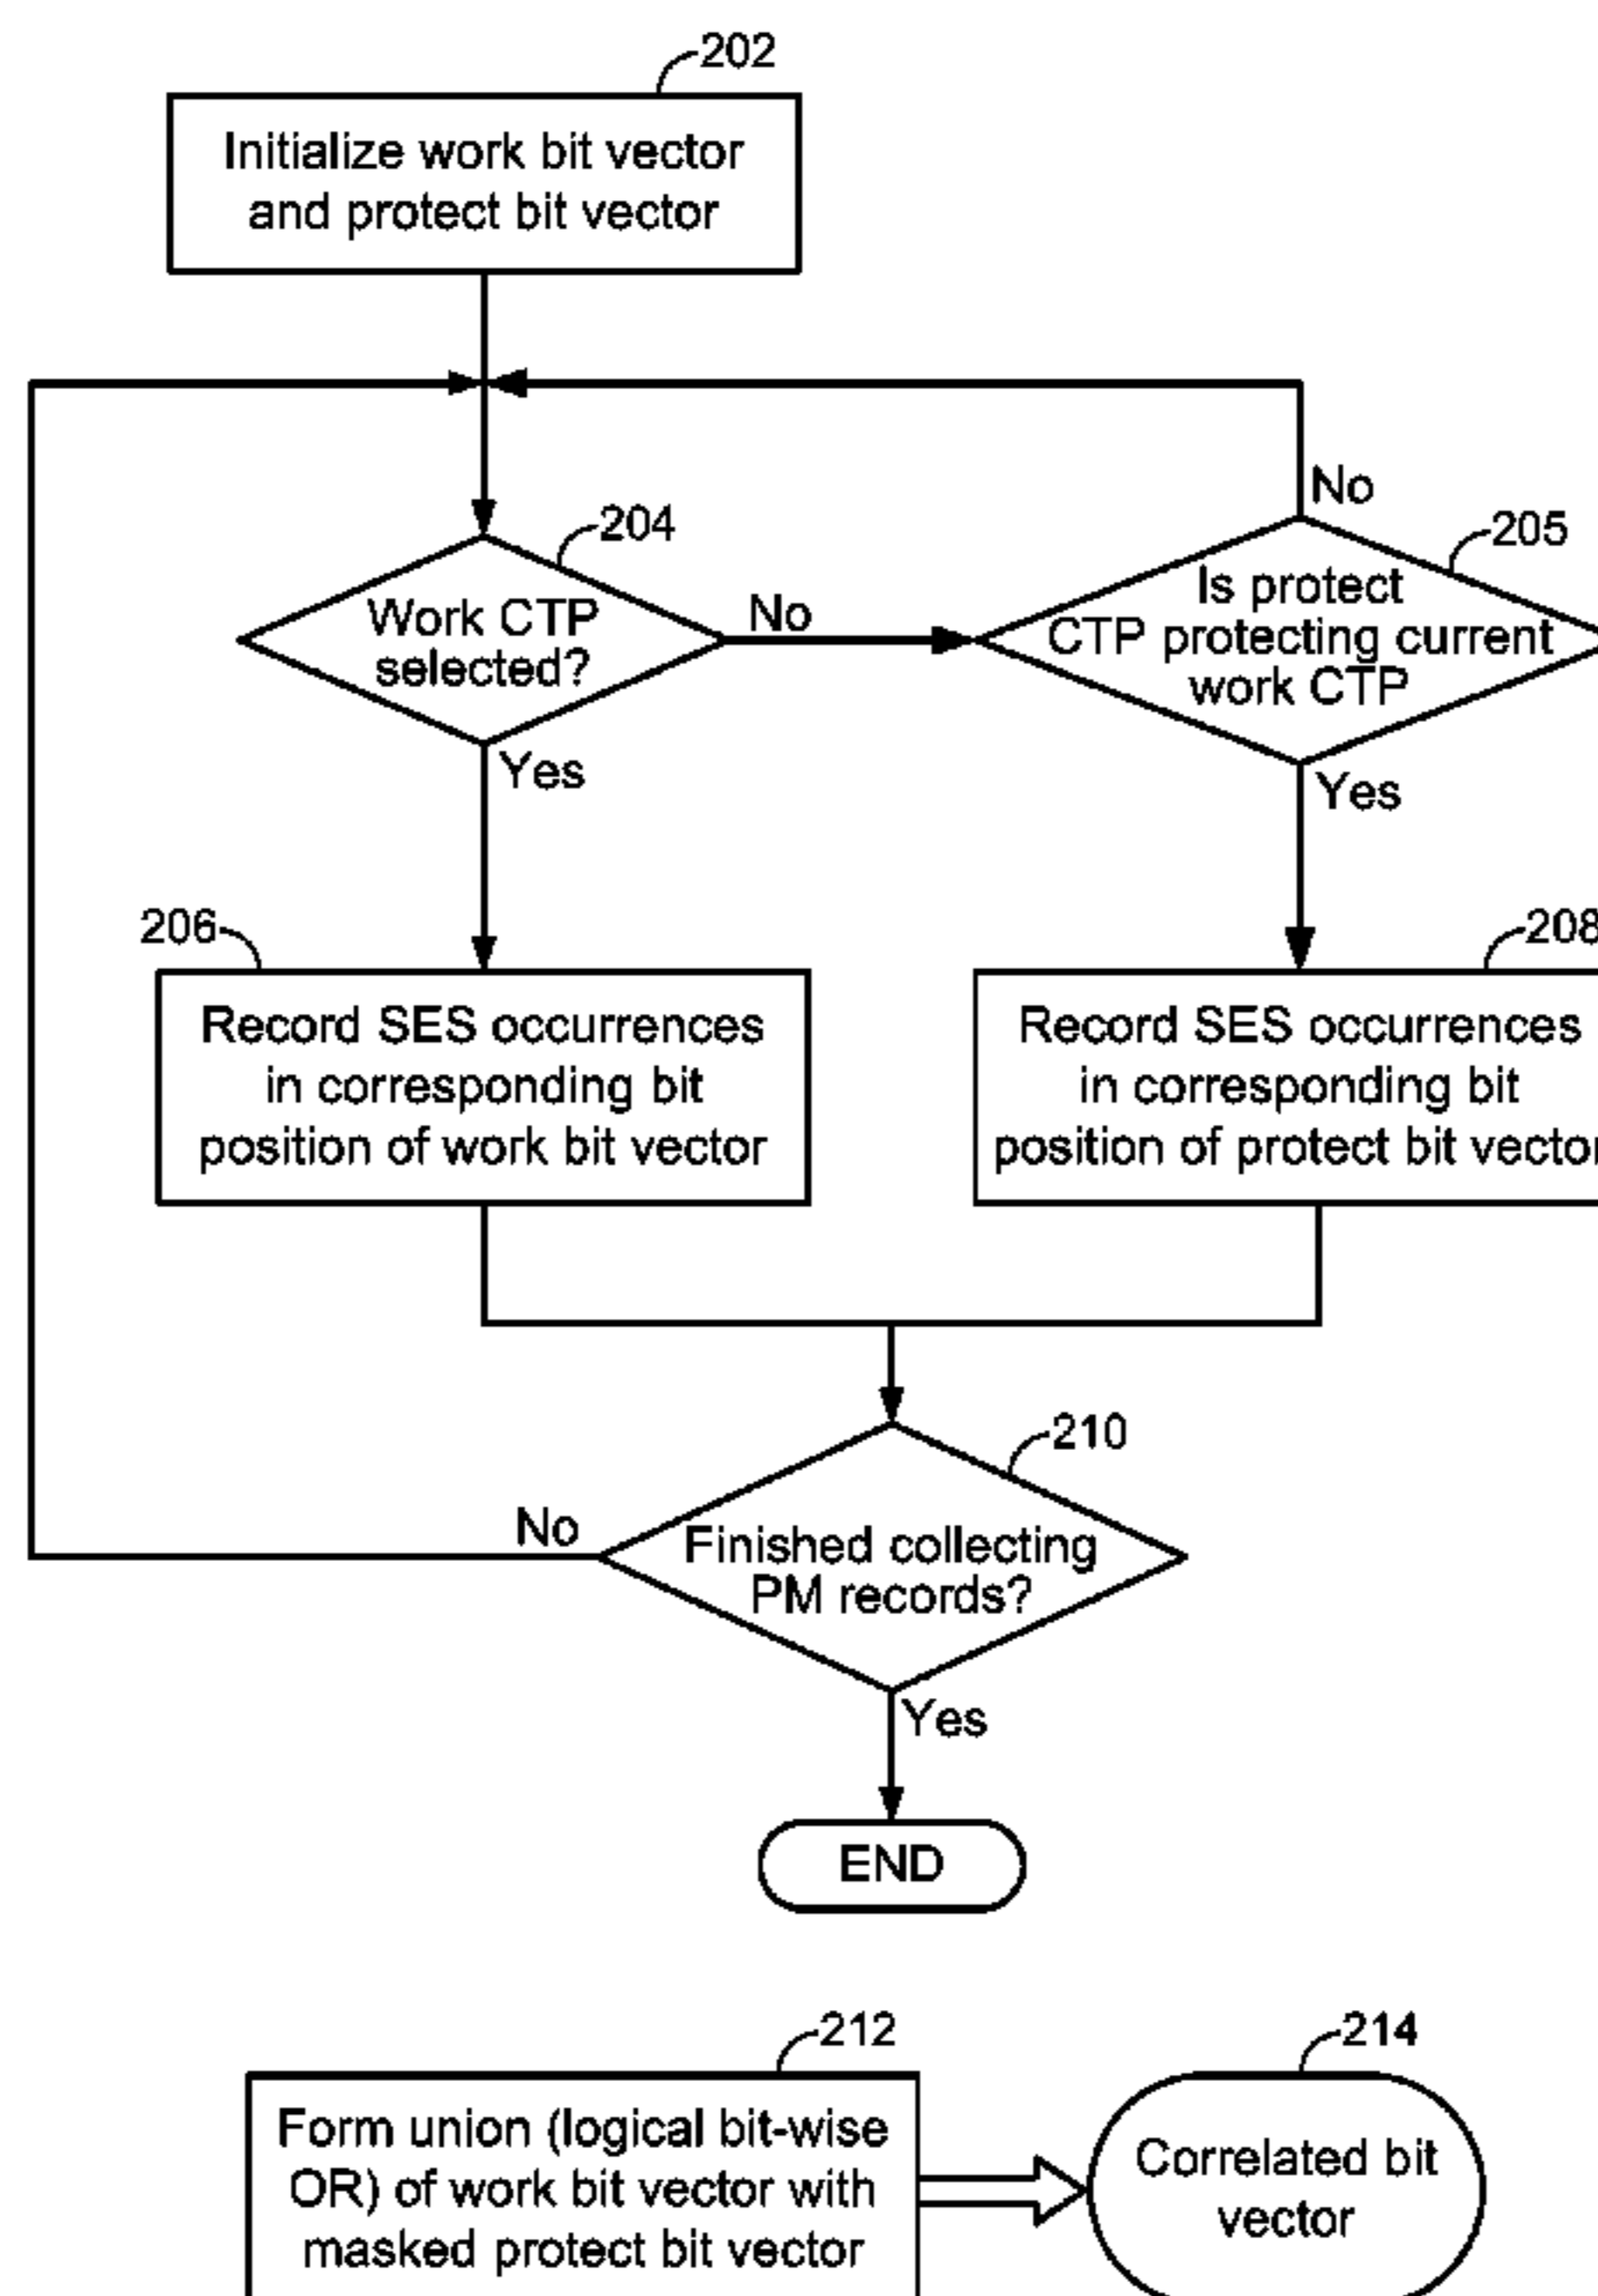 202
Initialize work bit vector
and protect bit vector
204
Work CTP
selected?
No
Yes
205
No
Is protect
CTP protecting current
work CTP
Yes
206
Record SES occurrences
in corresponding bit
position of work bit vector
208
Record SES occurrences
in corresponding bit
position of protect bit vector
210
No
Finished collecting
PM records?
Yes
END
212
Form union (logical bit-wise
OR) of work bit vector with
masked protect bit vector
214
Correlated bit
vector